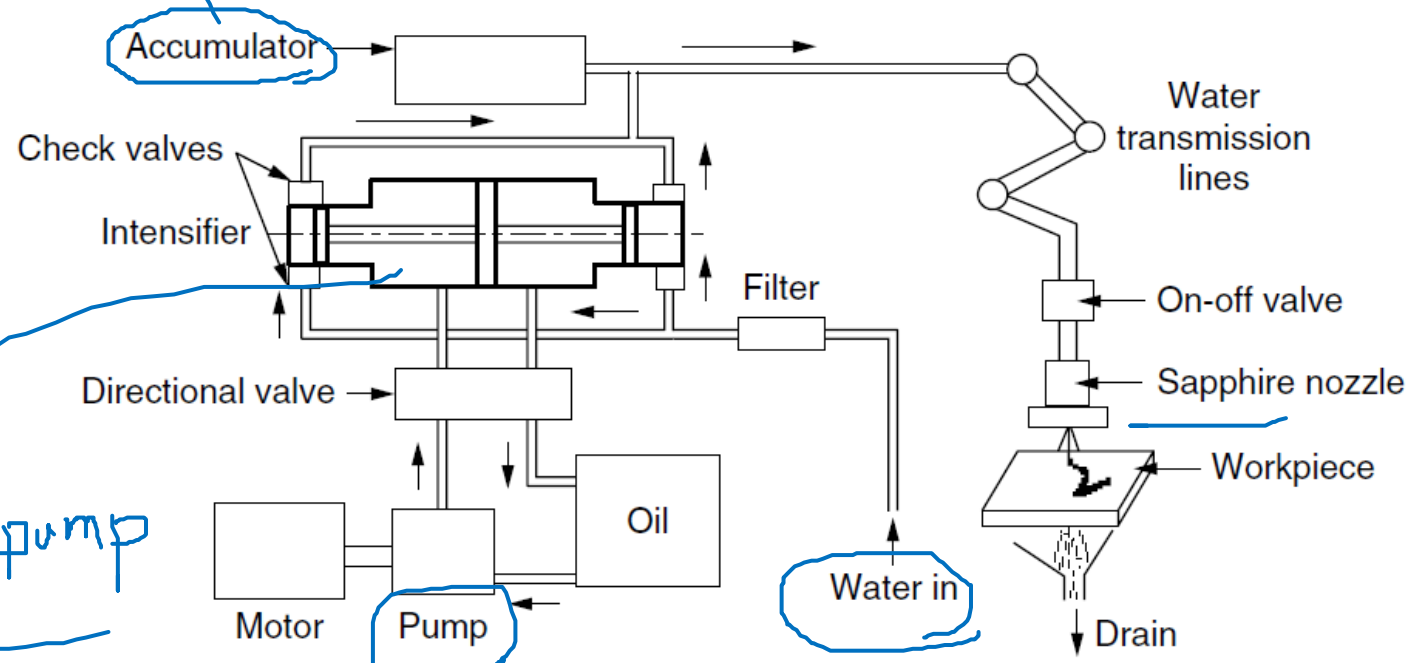 Accumulator
Check valves
Water
transmission
lines
Intensifier
Filter
On-off valve
Directional valve
Sapphire nozzle
Workpiece
Oil
pump
Water in
Motor
Pump
Drain